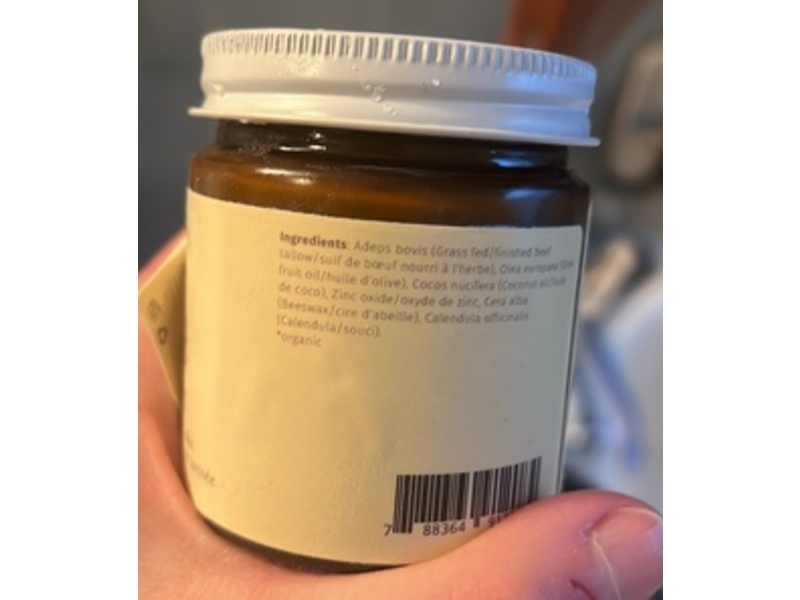 Ingredients: Adeps bovis (Grass fed/finished beef
tallow/suif de bœuf nourri à l'herbe), Olea europaea (Olive
fruit oil/huile d'olive), Cocos nucifera (Coconut oil/huile
de coco), Zinc oxide/oxyde de zinc, Cera alba
(Beeswax/cire d'abeille), Calendula officinalis
(Calendula/souci).
*organic
7 88364